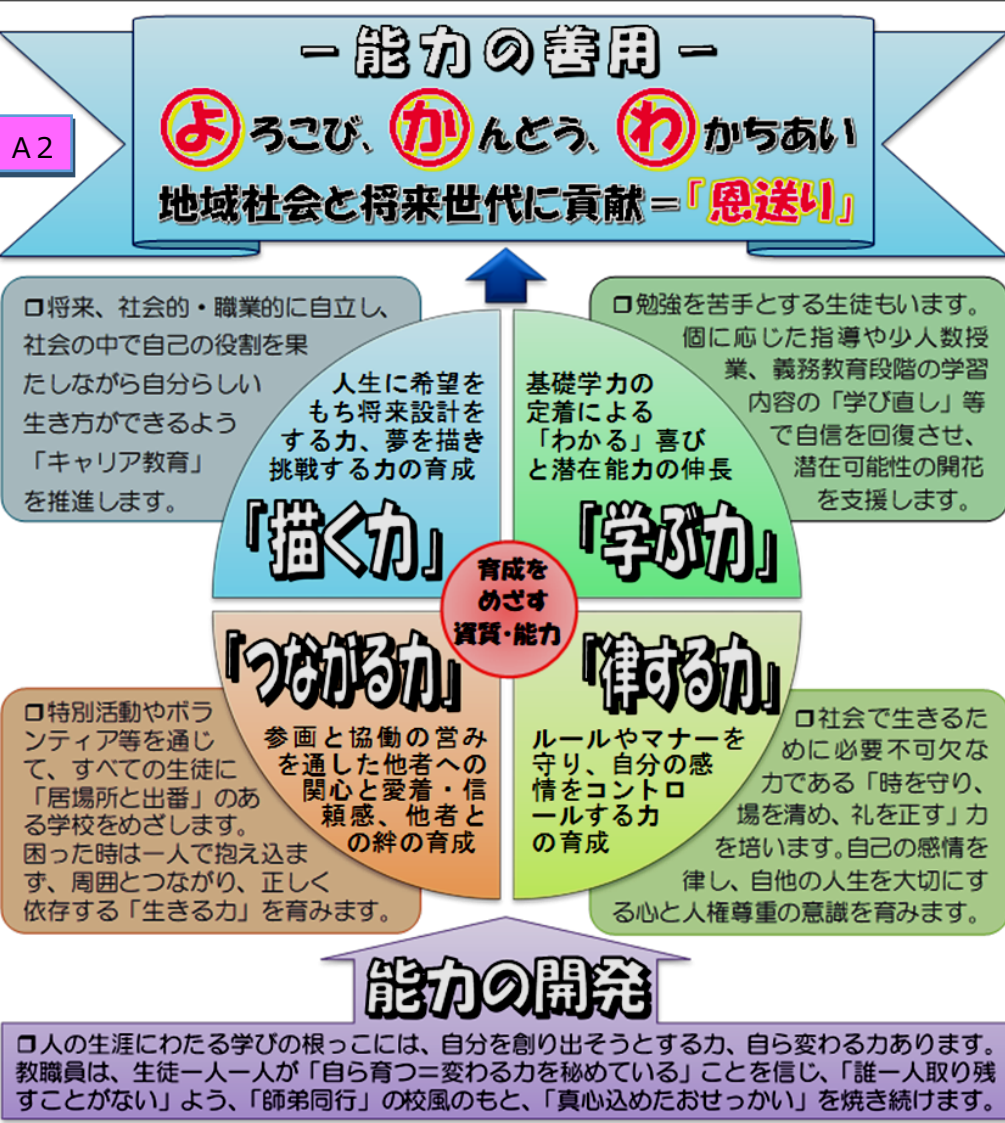 －能力の善用－
A2
よろこび、かんどう、わかちあい
地域社会と将来世代に貢献＝「恩送り」
□将来、社会的・職業的に自立し、
社会の中で自己の役割を果
たしながら自分らしい
生き方ができるよう
「キャリア教育」
を推進します。
人生に希望を
もち将来設計を
する力、夢を描き
挑戦する力の育成
『描く力』
基礎学力の
定着による
「わかる」喜び
と潜在能力の伸長
『学ぶ力』
□勉強を苦手とする生徒もいます。
個に応じた指導や少人数授
業、義務教育段階の学習
内容の「学び直し」等
で自信を回復させ、
潜在可能性の開花
を支援します。
育成を
めざす
資質・能力
『つながる力』
参画と協働の営み
を通した他者への
関心と愛着・信
頼感、他者と
の絆の育成
□特別活動やボラ
ンティア等を通じ
て、すべての生徒に
「居場所と出番」のあ
る学校をめざします。
困った時は一人で抱え込ま
ず、周囲とつながり、正しく
依存する「生きる力」を育みます。
『律する力』
ルールやマナーを
守り、自分の感
情をコントロ
ールする力
の育成
□社会で生きるた
めに必要不可欠な
力である「時を守り、
場を清め、礼を正す」力
を培います。自己の感情を
律し、自他の人生を大切にす
る心と人権尊重の意識を育みます。
能力の開発
□人の生涯にわたる学びの根っこには、自分を創り出そうとする力、自ら変わる力あります。
教職員は、生徒一人一人が「自ら育つ＝変わる力を秘めている」ことを信じ、「誰一人取り残
すことがない」よう、「師弟同行」の校風のもと、「真心込めたおせっかい」を焼き続けます。